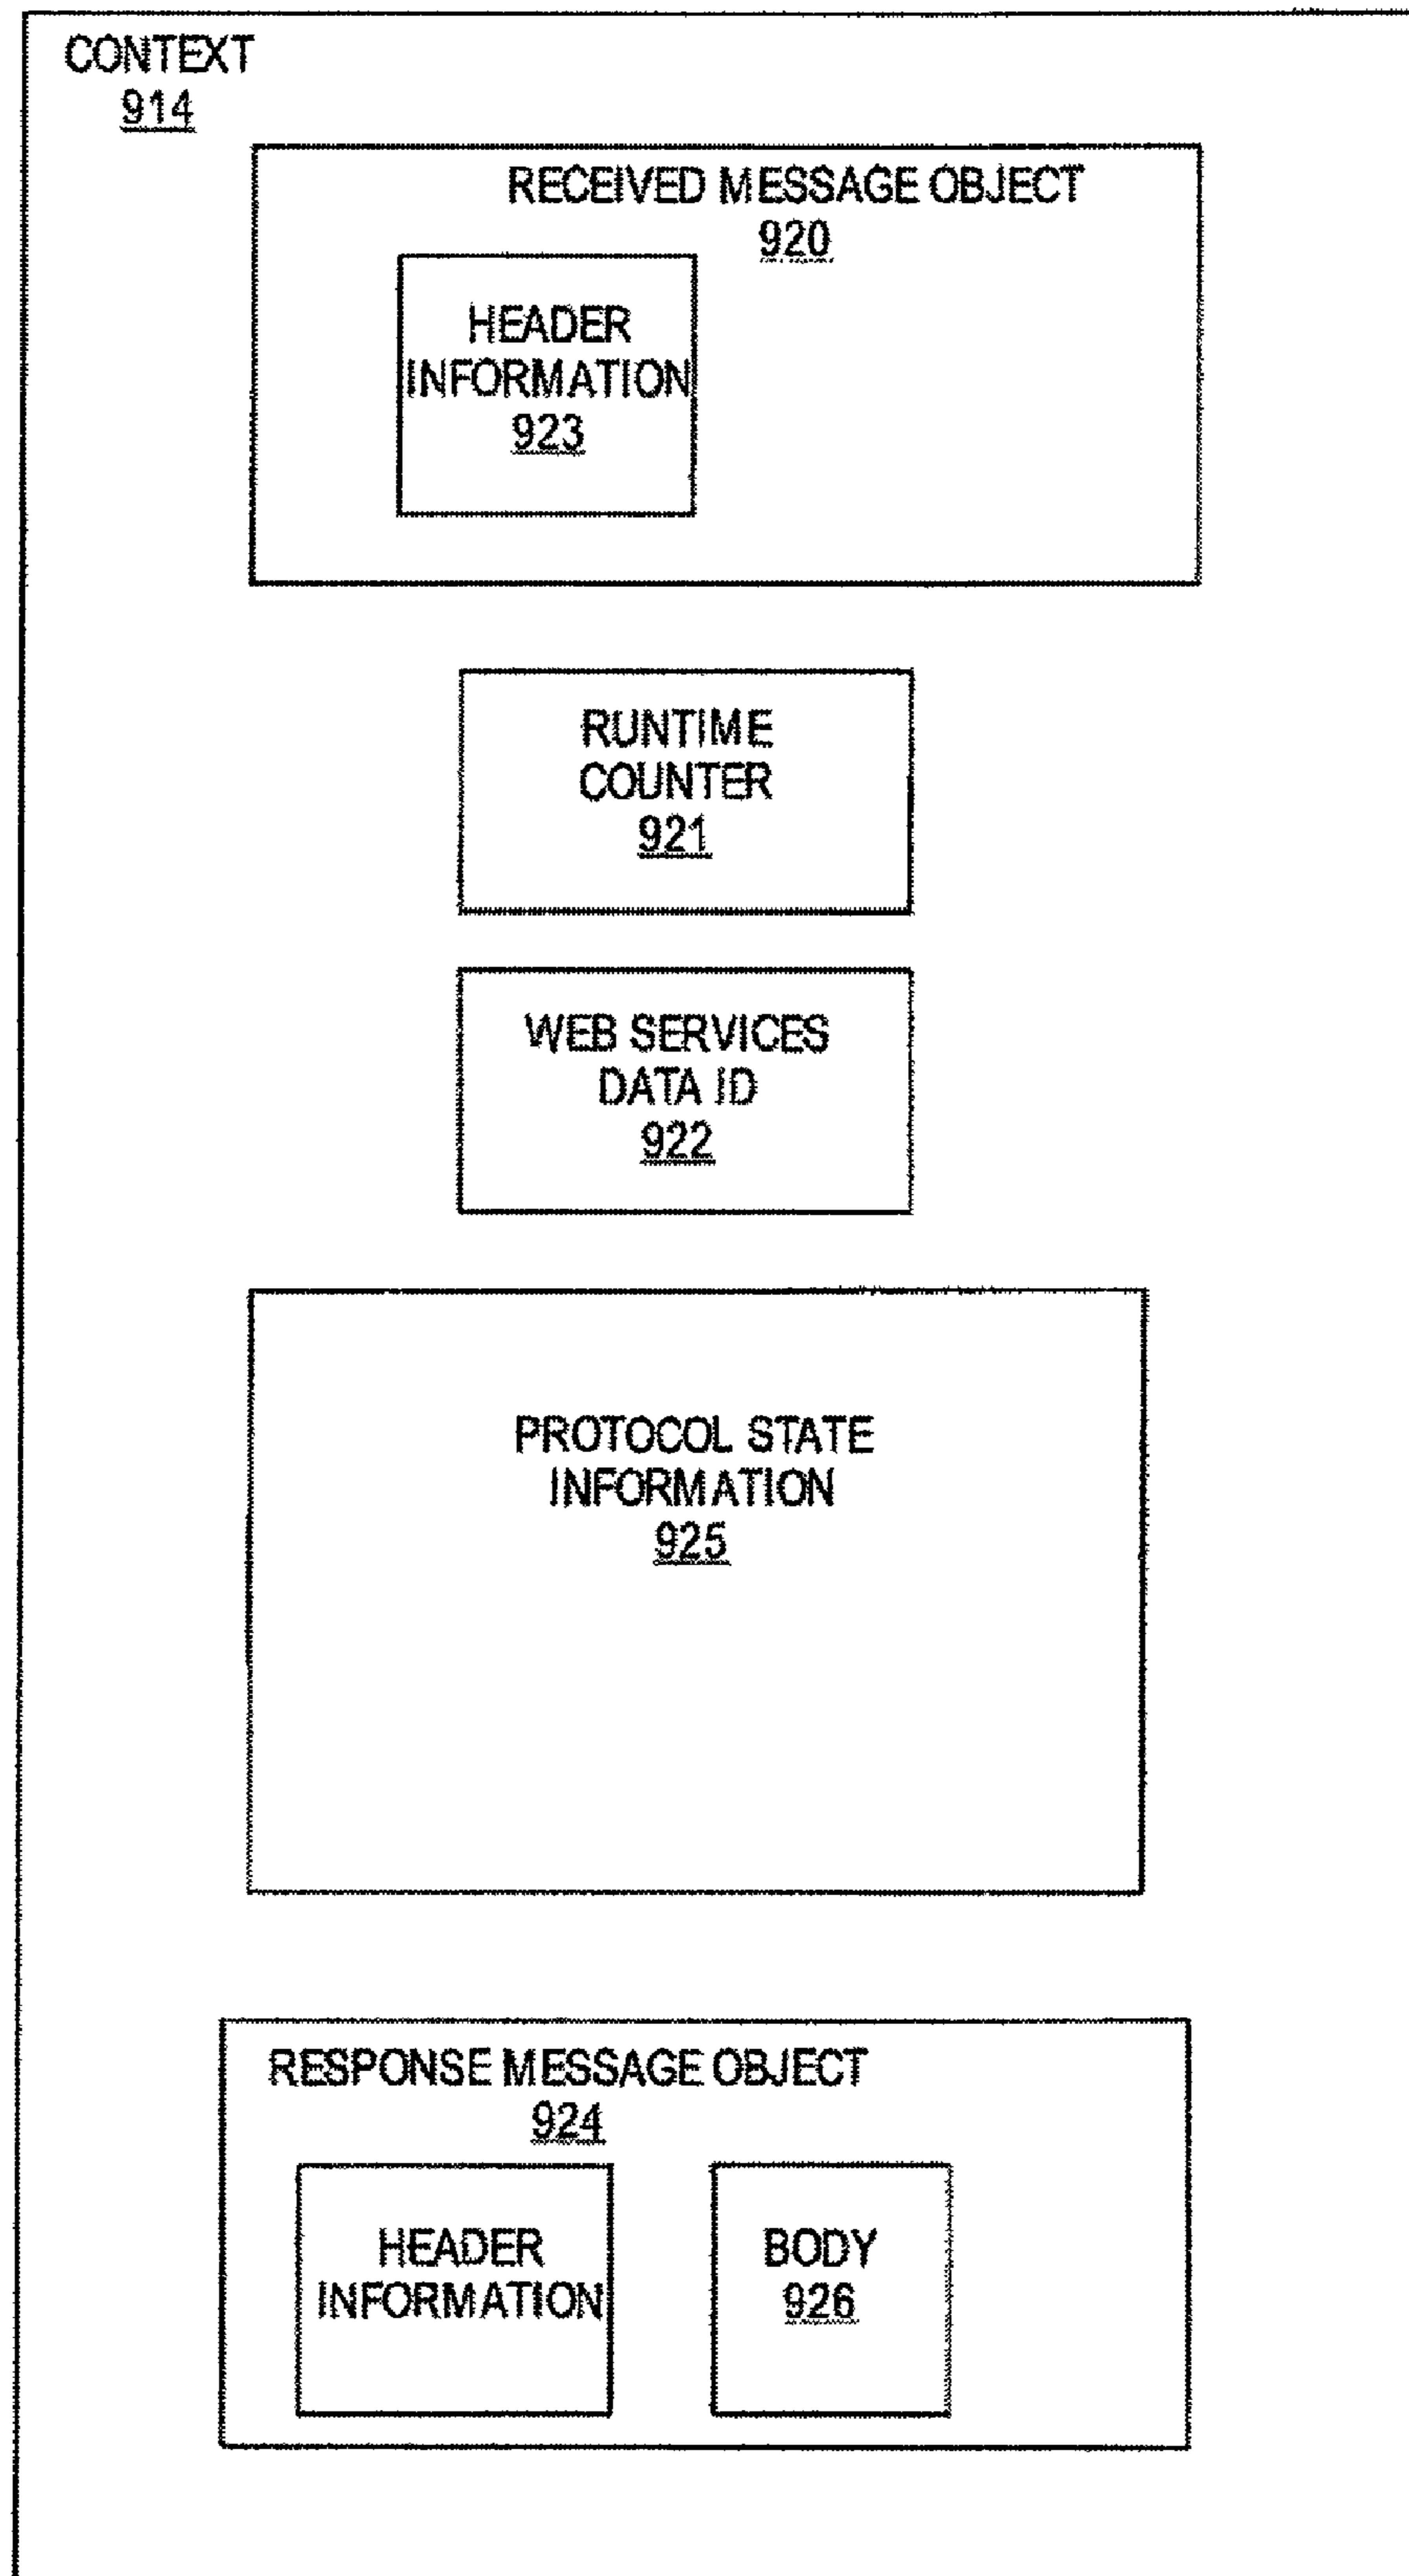 CONTEXT
914
RECEIVED MESSAGE OBJECT
920
HEADER
INFORMATION
923
RUNTIME
COUNTER
921
WEB SERVICES
DATA ID
922
PROTOCOL STATE
INFORMATION
925
RESPONSE MESSAGE OBJECT
924
HEADER
INFORMATION
BODY
926